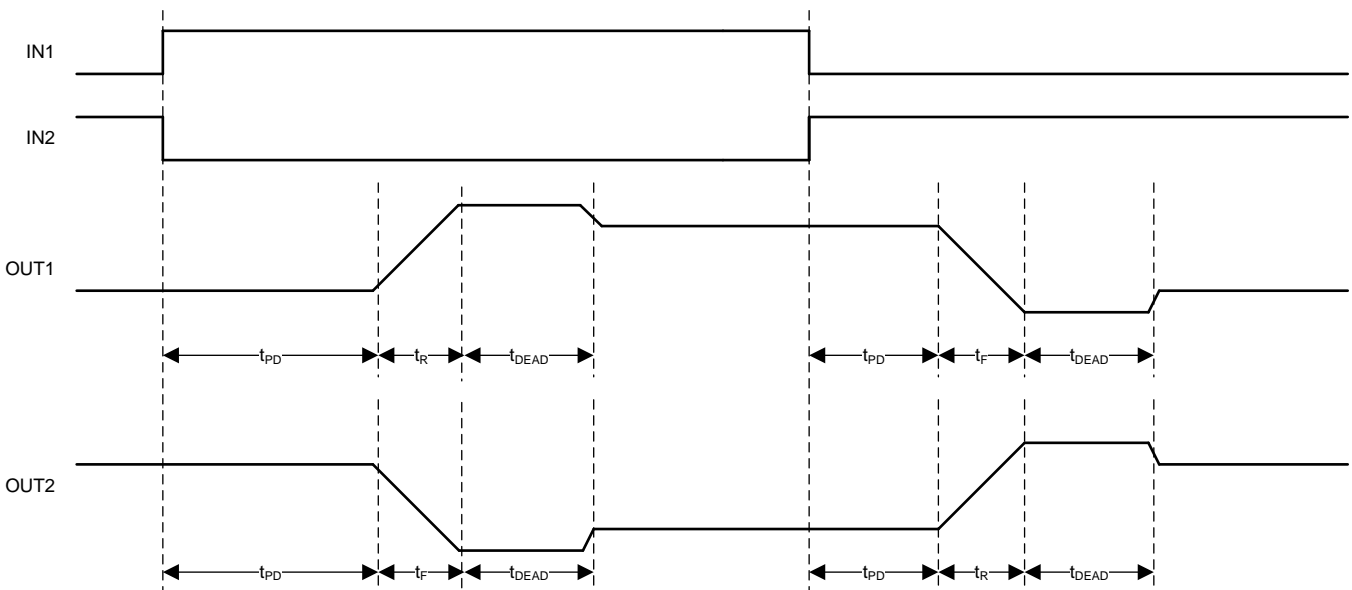 IN1
IN2
OUT1
tPD tR tDEAD tPD tF tDEAD
OUT2
tPD tF tDEAD tPD tR tDEAD